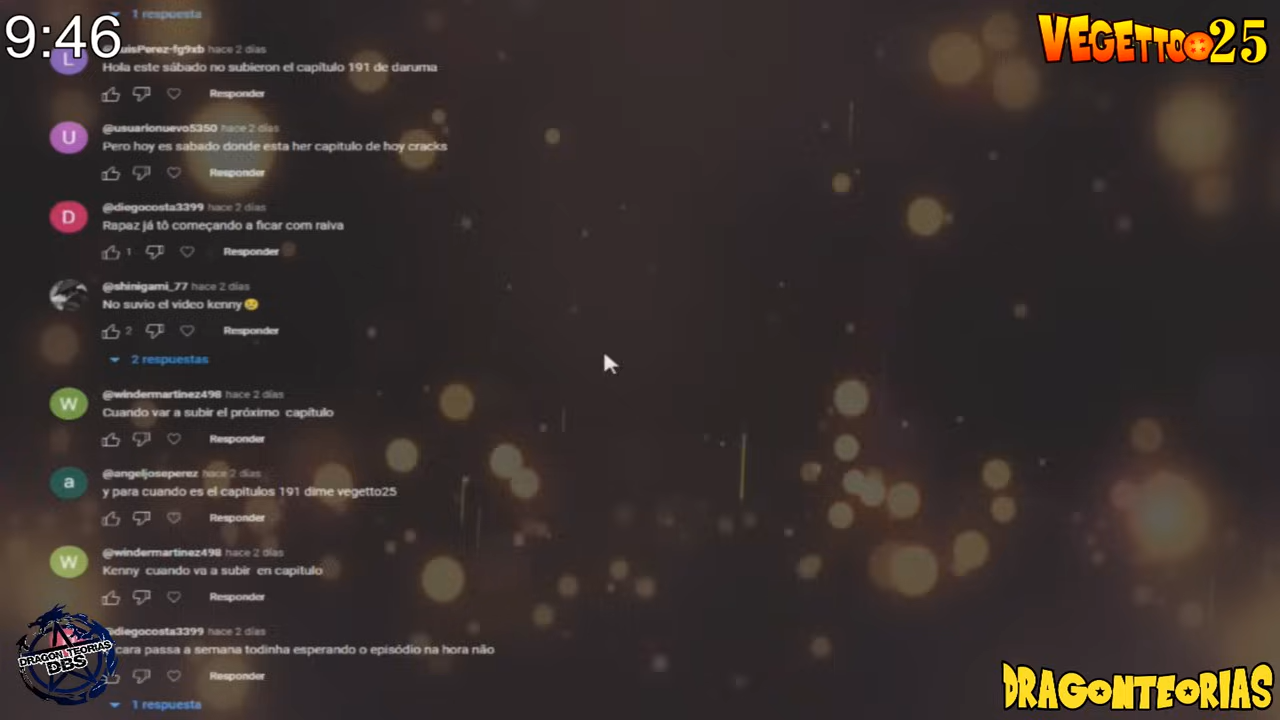 1 respuesta
9:46
VEGETTO25
hace 2 días
Hola este sábado no subieron el capítulo 191 de daruma
Responder
U
@usuarionuevo5350 hace 2 días
Pero hoy es sabado donde esta her capitulo de hoy cracks
Responder
D
@diegocosta3399 hace 2 días
Rapaz já tô começando a ficar com raiva
1 Responder
@shinigami_77 hace 2 días
No suvio el video kenny😢
2 Responder
2 respuestas
W
@windermartinez498 hace 2 días
Cuando var a subir el próximo capítulo
Responder
a
@angeljoseperez hace 2 días
y para cuando es el capitulos 191 dime vegetto25
Responder
W
@windermartinez498 hace 2 días
Kenny cuando va a subir en capitulo
Responder
diegocosta3399 hace 2 días
cara passa a semana todinha esperando o episódio na hora não
Responder
1 respuesta
DRAGON TEORIAS
DBS
DRAGONTEORIAS